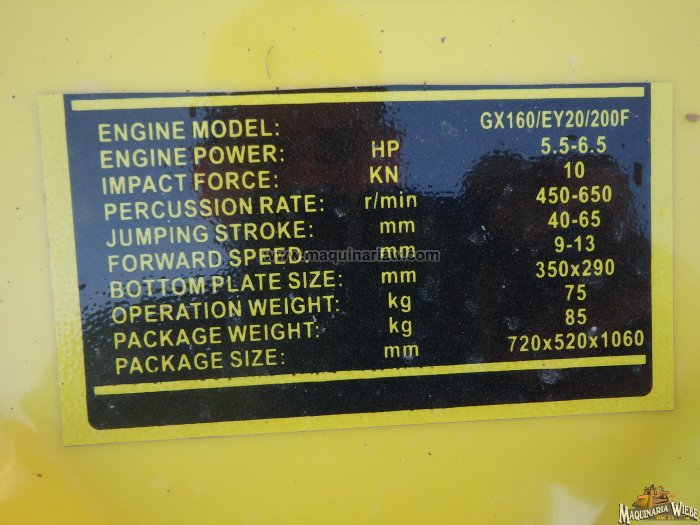 ENGINE MODEL: GX160/EY20/200F
ENGINE POWER: HP 5.5-6.5
IMPACT FORCE: KN 10
PERCUSSION RATE: r/min 450-650
JUMPING STROKE: mm 40-65
FORWARD SPEED mm 9-13
BOTTOM PLATE SIZE: mm 350x290
OPERATION WEIGHT: kg 75
PACKAGE WEIGHT: kg 85
PACKAGE SIZE: mm 720x520x1060
MAQUINARIA WIEBE